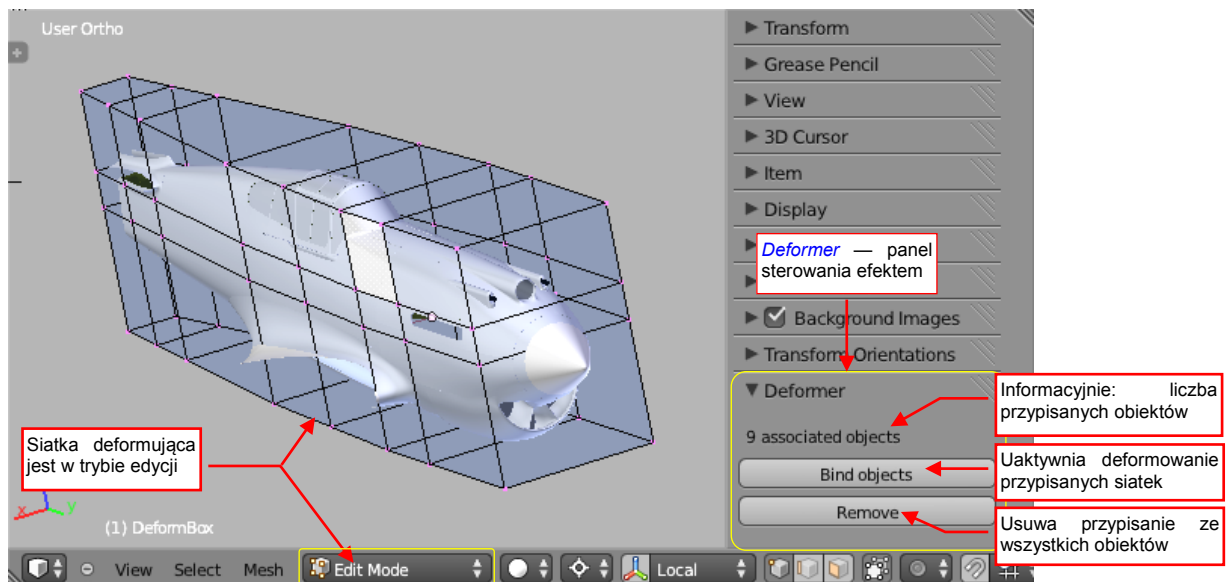 User Ortho
Transform
Grease Pencil
View
3D Cursor
Item
Display
Deformer — panel
sterowania efektem
Background Images
Transform Orientations
Deformer
9 associated objects
Bind objects
Remove
Informacyjnie: liczba
przypisanych obiektów
Uaktywnia deformowanie
przypisanych siatek
Usuwa przypisanie ze
wszystkich obiektów
Siatka deformująca
jest w trybie edycji
x y
(1) DeformBox
View Select Mesh Edit Mode Local